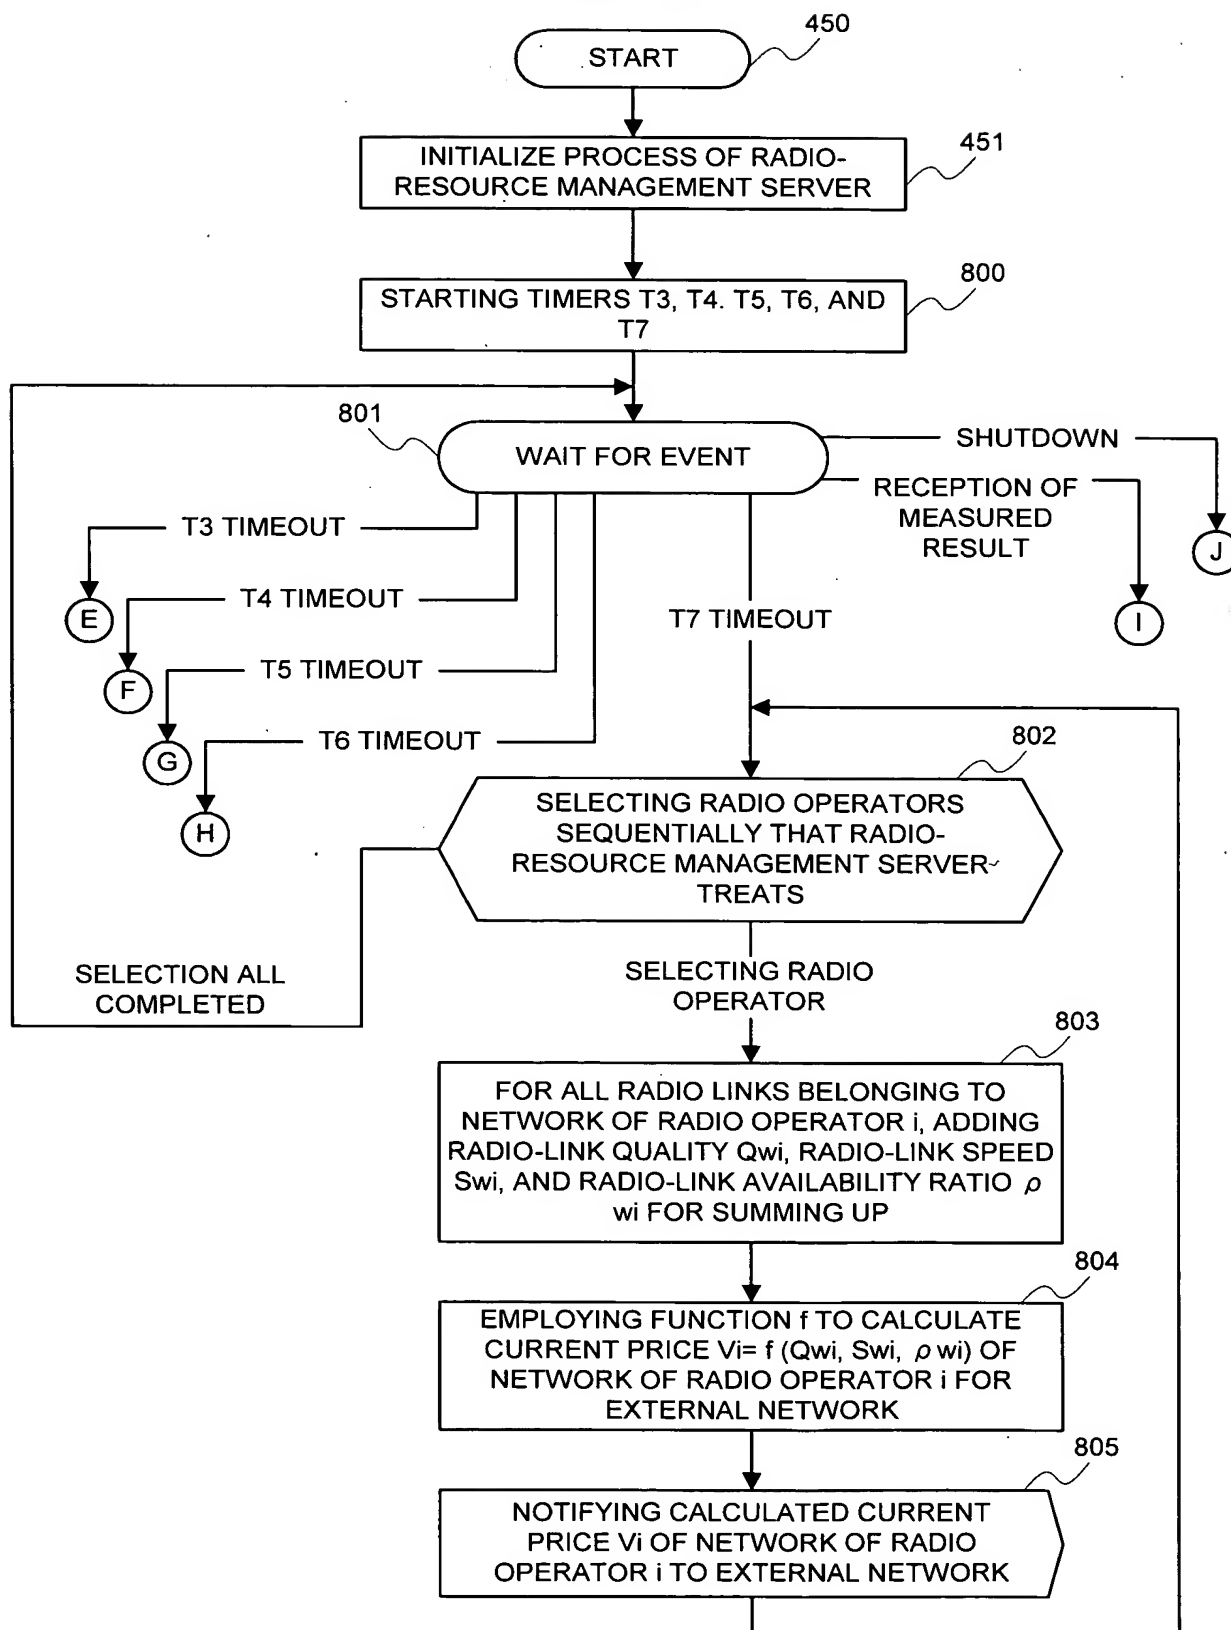 450
START
451
INITIALIZE PROCESS OF RADIO-
RESOURCE MANAGEMENT SERVER
800
STARTING TIMERS T3, T4. T5, T6, AND
T7
801
WAIT FOR EVENT
SHUTDOWN
RECEPTION OF
MEASURED
RESULT
J
I
T3 TIMEOUT
E
T4 TIMEOUT
F
T5 TIMEOUT
G
T6 TIMEOUT
H
T7 TIMEOUT
802
SELECTING RADIO OPERATORS
SEQUENTIALLY THAT RADIO-
RESOURCE MANAGEMENT SERVER
TREATS
SELECTION ALL
COMPLETED
SELECTING RADIO
OPERATOR
803
FOR ALL RADIO LINKS BELONGING TO
NETWORK OF RADIO OPERATOR i, ADDING
RADIO-LINK QUALITY Qwi, RADIO-LINK SPEED
Swi, AND RADIO-LINK AVAILABILITY RATIO ρ
wi FOR SUMMING UP
804
EMPLOYING FUNCTION f TO CALCULATE
CURRENT PRICE Vi= f (Qwi, Swi, ρ wi) OF
NETWORK OF RADIO OPERATOR i FOR
EXTERNAL NETWORK
805
NOTIFYING CALCULATED CURRENT
PRICE Vi OF NETWORK OF RADIO
OPERATOR i TO EXTERNAL NETWORK